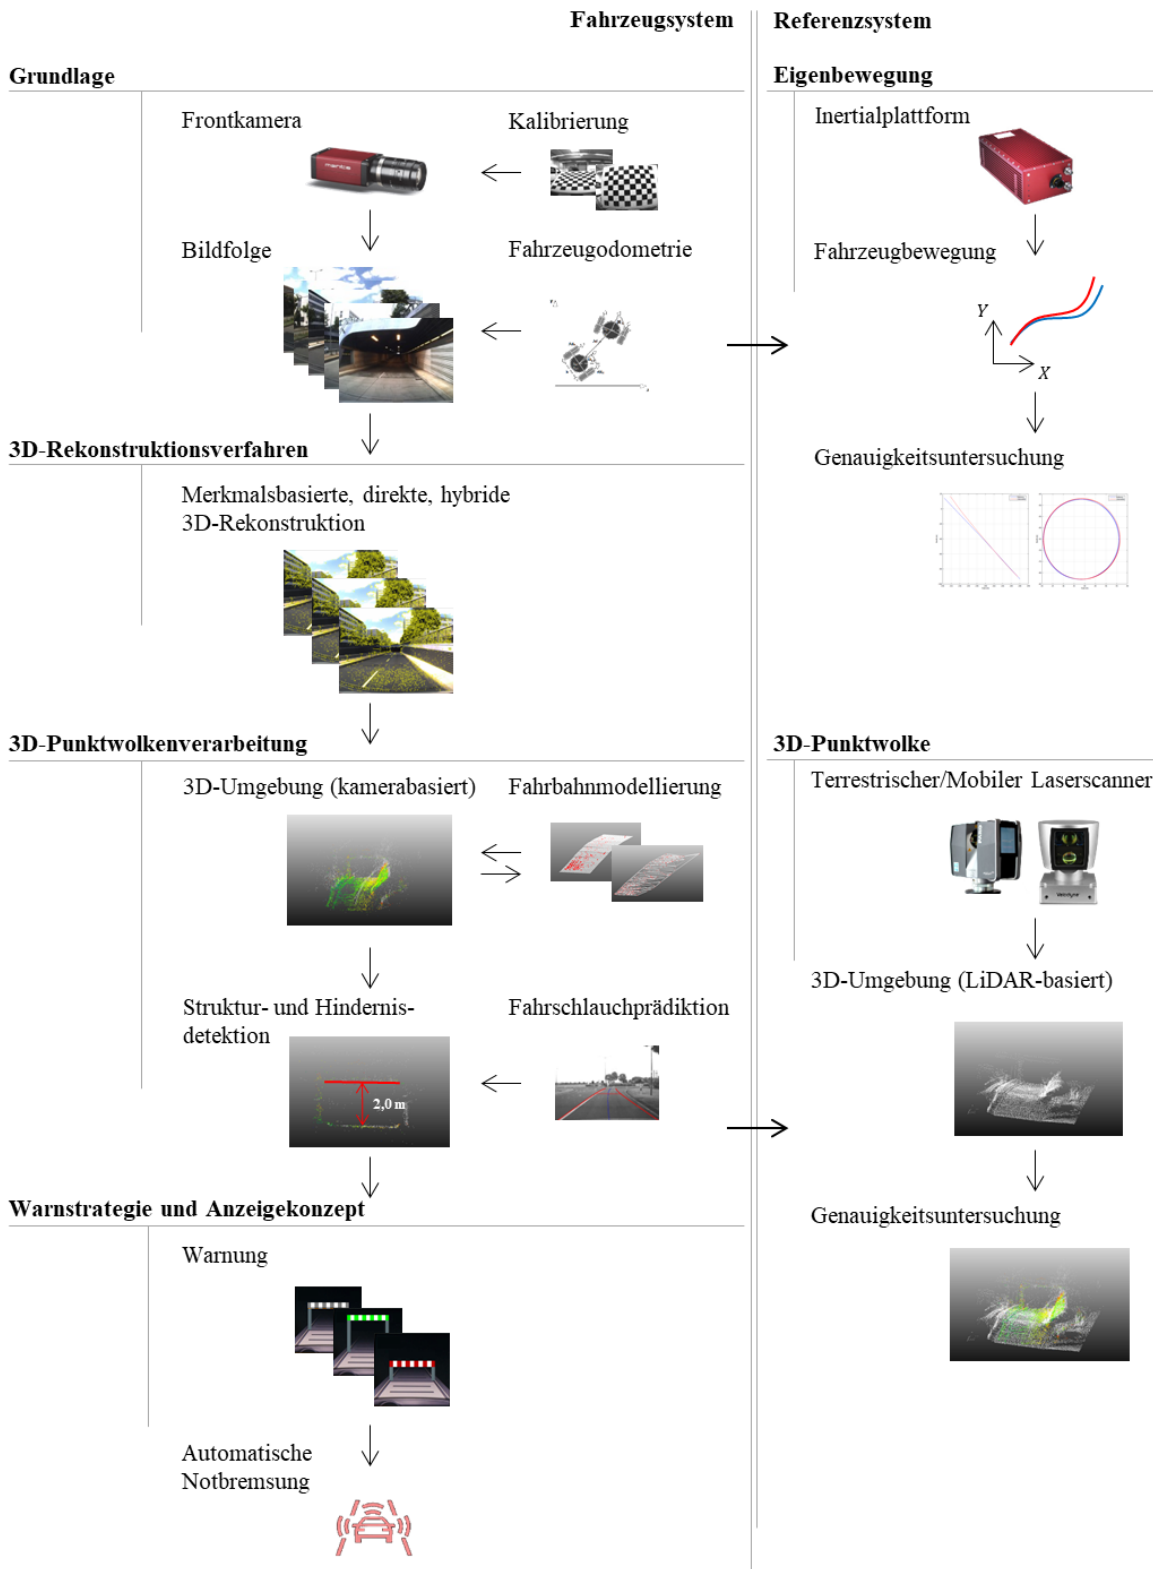 Fahrzeugsystem
Referenzsystem
Grundlage
Frontkamera
Kalibrierung
Bildfolge
Fahrzeugodometrie
3D-Rekonstruktionsverfahren
Merkmalsbasierte, direkte, hybride
3D-Rekonstruktion
3D-Punktwolkenverarbeitung
3D-Umgebung (kamerabasiert)
Fahrbahnmodellierung
Struktur- und Hindernis-
detektion
2,0 m
Fahrschlauchprädiktion
Warnstrategie und Anzeigekonzept
Warnung
Automatische
Notbremsung
Eigenbewegung
Inertialplattform
Fahrzeugbewegung
Y
X
Genauigkeitsuntersuchung
3D-Punktwolke
Terrestrischer/Mobiler Laserscanner
Velodyne
3D-Umgebung (LiDAR-basiert)
Genauigkeitsuntersuchung